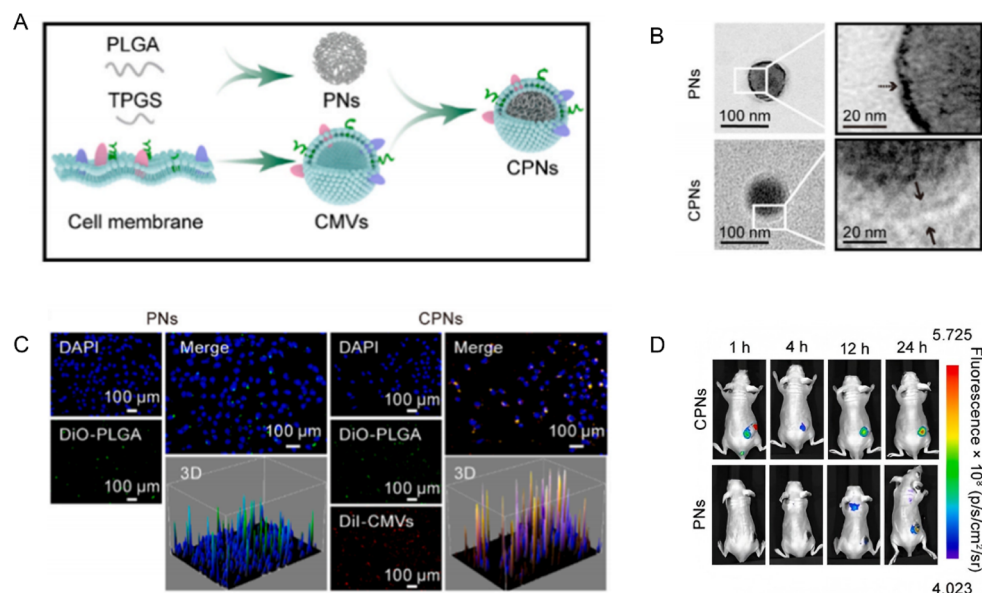 A
PLGA
TPGS
Cell membrane
PNs
CMVs
CPNs
B
PNs
100 nm
20 nm
CPNs
100 nm
20 nm
C
PNs
CPNs
DAPI
100 µm
Merge
100 µm
DiO-PLGA
100 µm
3D
DAPI
100 µm
Merge
100 µm
DiO-PLGA
100 µm
DiI-CMVs
100 µm
3D
D
1 h 4 h 12 h 24 h
CPNs
PNs
5.725
Fluorescence × 10⁸ (p/s/cm²/sr)
4.023